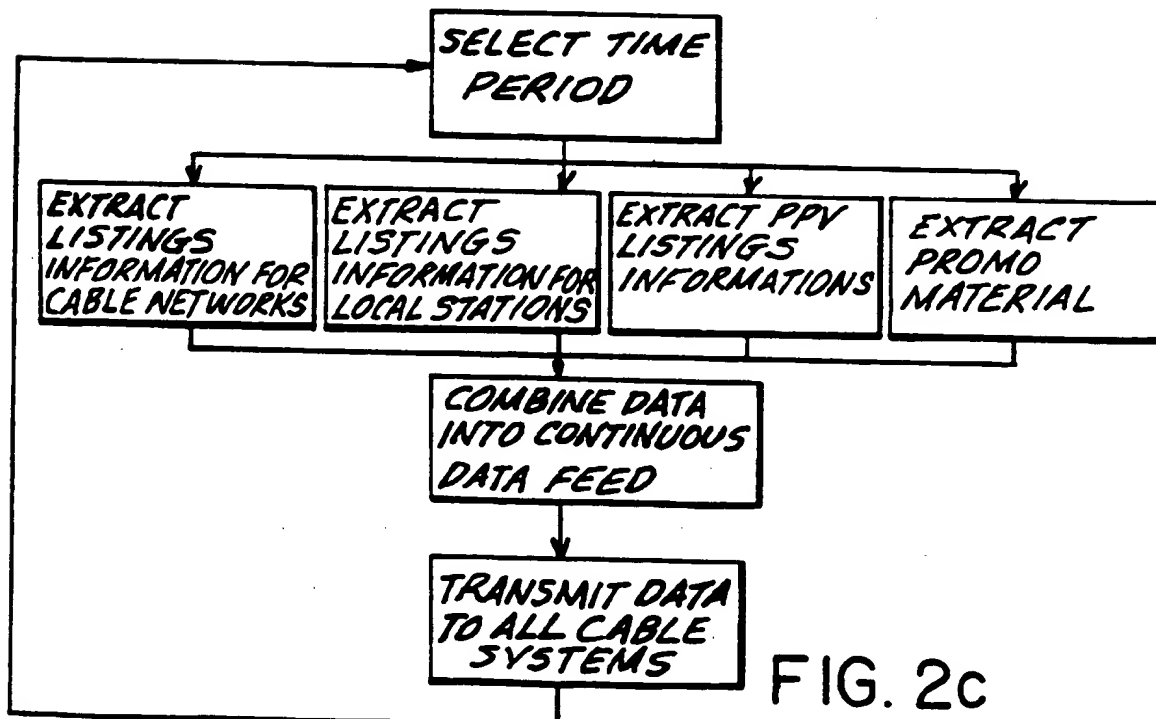 SELECT TIME
PERIOD
EXTRACT
LISTINGS
INFORMATION FOR
CABLE NETWORKS
EXTRACT
LISTINGS
INFORMATION FOR
LOCAL STATIONS
EXTRACT PPV
LISTINGS
INFORMATIONS
EXTRACT
PROMO
MATERIAL
COMBINE DATA
INTO CONTINUOUS
DATA FEED
TRANSMIT DATA
TO ALL CABLE
SYSTEMS
FIG. 2c